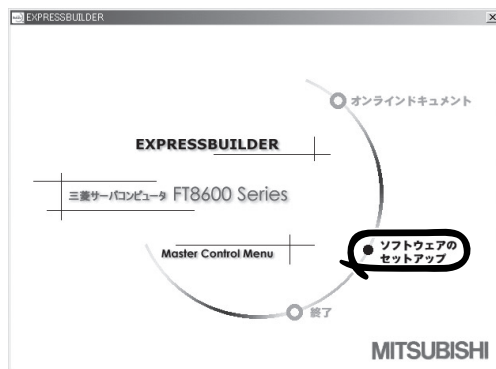 EXPRESSBUILDER
オンラインドキュメント
EXPRESSBUILDER
三菱サーバコンピュータ FT8600 Series
ソフトウェアの
セットアップ
Master Control Menu
終了
MITSUBISHI